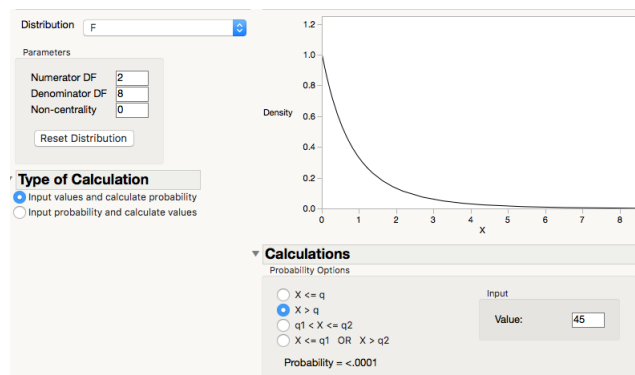 Distribution F
Parameters
Numerator DF 2
Denominator DF 8
Non-centrality 0
Reset Distribution
Type of Calculation
Input values and calculate probability
Input probability and calculate values
1.2
1.0
0.8
Density 0.6
0.4
0.2
0.0
0 1 2 3 4 5 6 7 8
X
Calculations
Probability Options
X <= q
X > q
q1 < X <= q2
X <= q1 OR X > q2
Probability = <.0001
Input
Value: 45